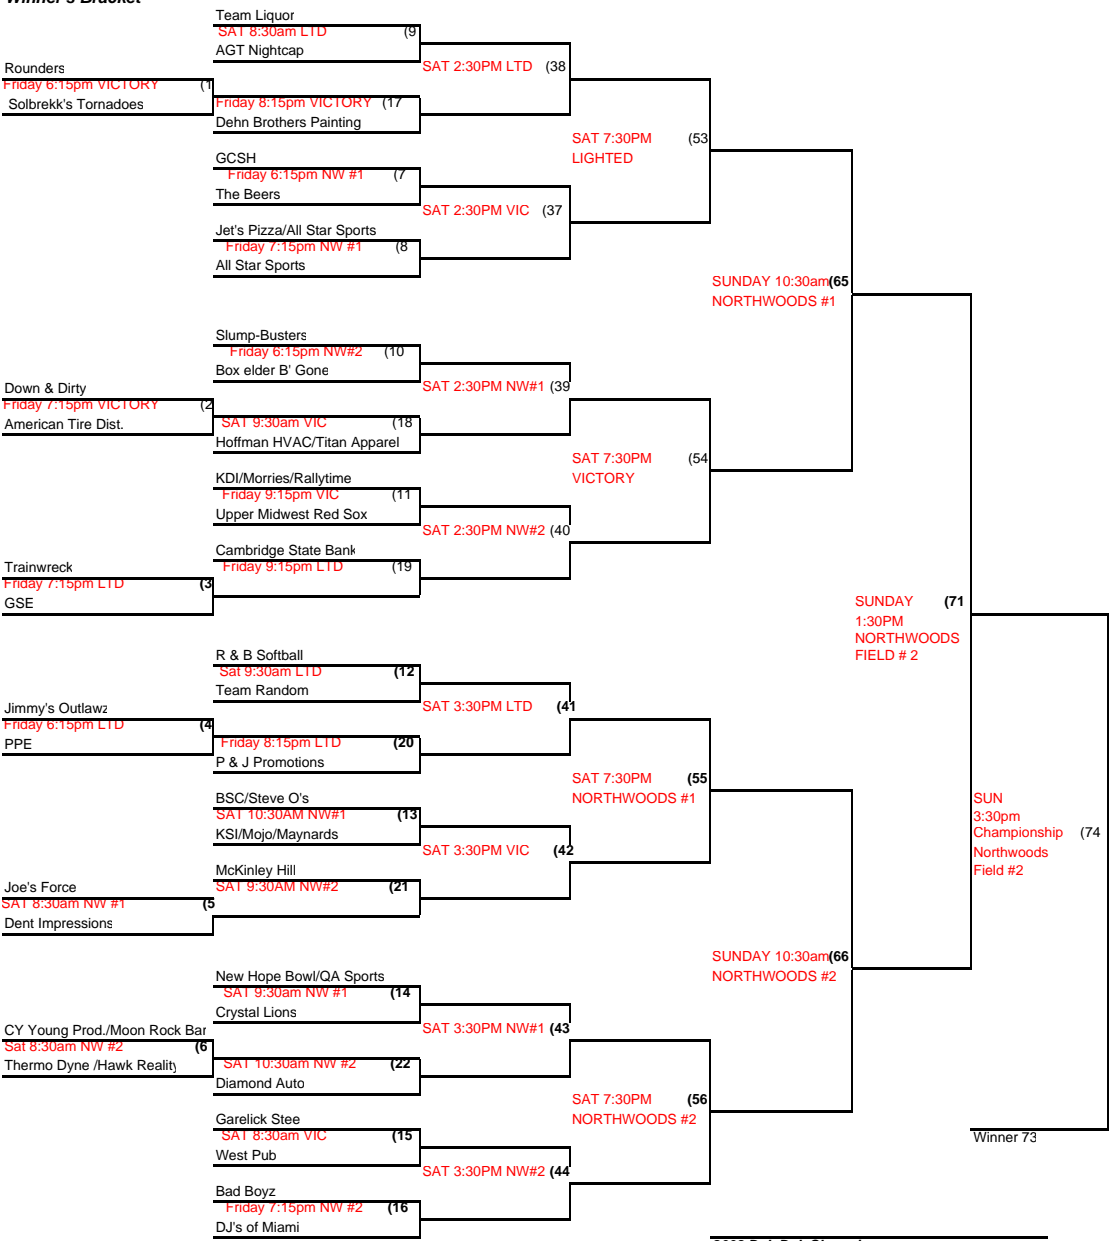 Winner's Bracket
Team Liquor
SAT 8:30am LTD (9
AGT Nightcap
Rounders
SAT 2:30PM LTD (38
Friday 6:15pm VICTORY (1
Solbrekk's Tornadoes
Friday 8:15pm VICTORY (17
Dehn Brothers Painting
SAT 7:30PM (53
LIGHTED
GCSH
Friday 6:15pm NW #1 (7
The Beers
SAT 2:30PM VIC (37
Jet's Pizza/All Star Sports
Friday 7:15pm NW #1 (8
All Star Sports
SUNDAY 10:30am(65
NORTHWOODS #1
Slump-Busters
Friday 6:15pm NW#2 (10
Box elder B' Gone
Down & Dirty
SAT 2:30PM NW#1 (39
Friday 7:15pm VICTORY (2
American Tire Dist.
SAT 9:30am VIC (18
Hoffman HVAC/Titan Apparel
SAT 7:30PM (54
VICTORY
KDI/Morries/Rallytime
Friday 9:15pm VIC (11
Upper Midwest Red Sox
SAT 2:30PM NW#2 (40
Cambridge State Bank
Trainwreck
Friday 9:15pm LTD (19
Friday 7:15pm LTD (3
GSE
SUNDAY (71
1:30PM
NORTHWOODS
FIELD # 2
R & B Softball
Sat 9:30am LTD (12
Team Random
Jimmy's Outlawz
SAT 3:30PM LTD (41
Friday 6:15pm LTD (4
PPE
Friday 8:15pm LTD (20
P & J Promotions
SAT 7:30PM (55
NORTHWOODS #1
BSC/Steve O's
SAT 10:30AM NW#1 (13
KSI/Mojo/Maynards
SAT 3:30PM VIC (42
SUN
3:30pm
Championship (74
Northwoods
Field #2
McKinley Hill
Joe's Force
SAT 9:30AM NW#2 (21
SAT 8:30am NW #1 (5
Dent Impressions
SUNDAY 10:30am(66
NORTHWOODS #2
New Hope Bowl/QA Sports
SAT 9:30am NW #1 (14
Crystal Lions
CY Young Prod./Moon Rock Bar
SAT 3:30PM NW#1 (43
Sat 8:30am NW #2 (6
Thermo Dyne /Hawk Reality
SAT 10:30am NW #2 (22
Diamond Auto
SAT 7:30PM (56
NORTHWOODS #2
Garelick Stee
SAT 8:30am VIC (15
West Pub
SAT 3:30PM NW#2 (44
Winner 73
Bad Boyz
Friday 7:15pm NW #2 (16
DJ's of Miami